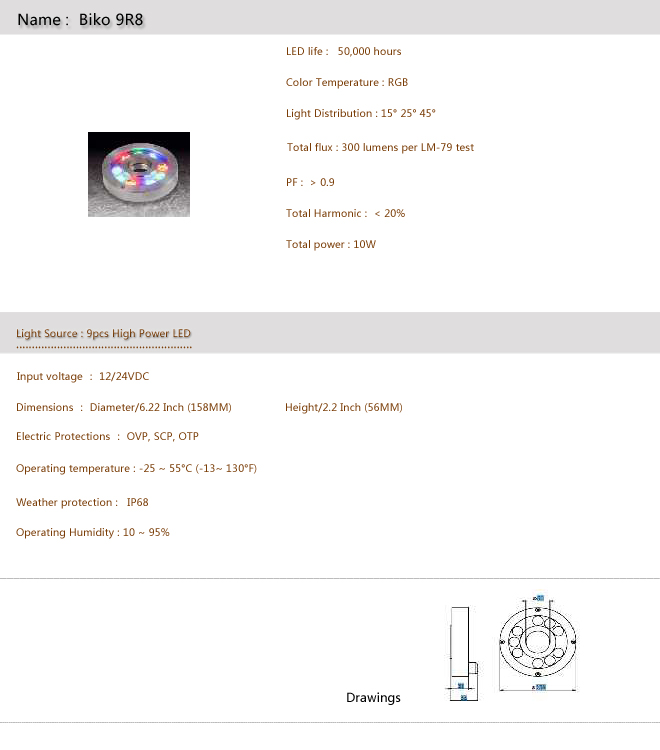 Name : Biko 9R8
LED life : 50,000 hours
Color Temperature : RGB
Light Distribution : 15° 25° 45°
Total flux : 300 lumens per LM-79 test
PF : > 0.9
Total Harmonic : < 20%
Total power : 10W
Light Source : 9pcs High Power LED
Input voltage : 12/24VDC
Dimensions : Diameter/6.22 Inch (158MM) Height/2.2 Inch (56MM)
Electric Protections : OVP, SCP, OTP
Operating temperature : -25 ~ 55°C (-13~ 130°F)
Weather protection : IP68
Operating Humidity : 10 ~ 95%
Drawings